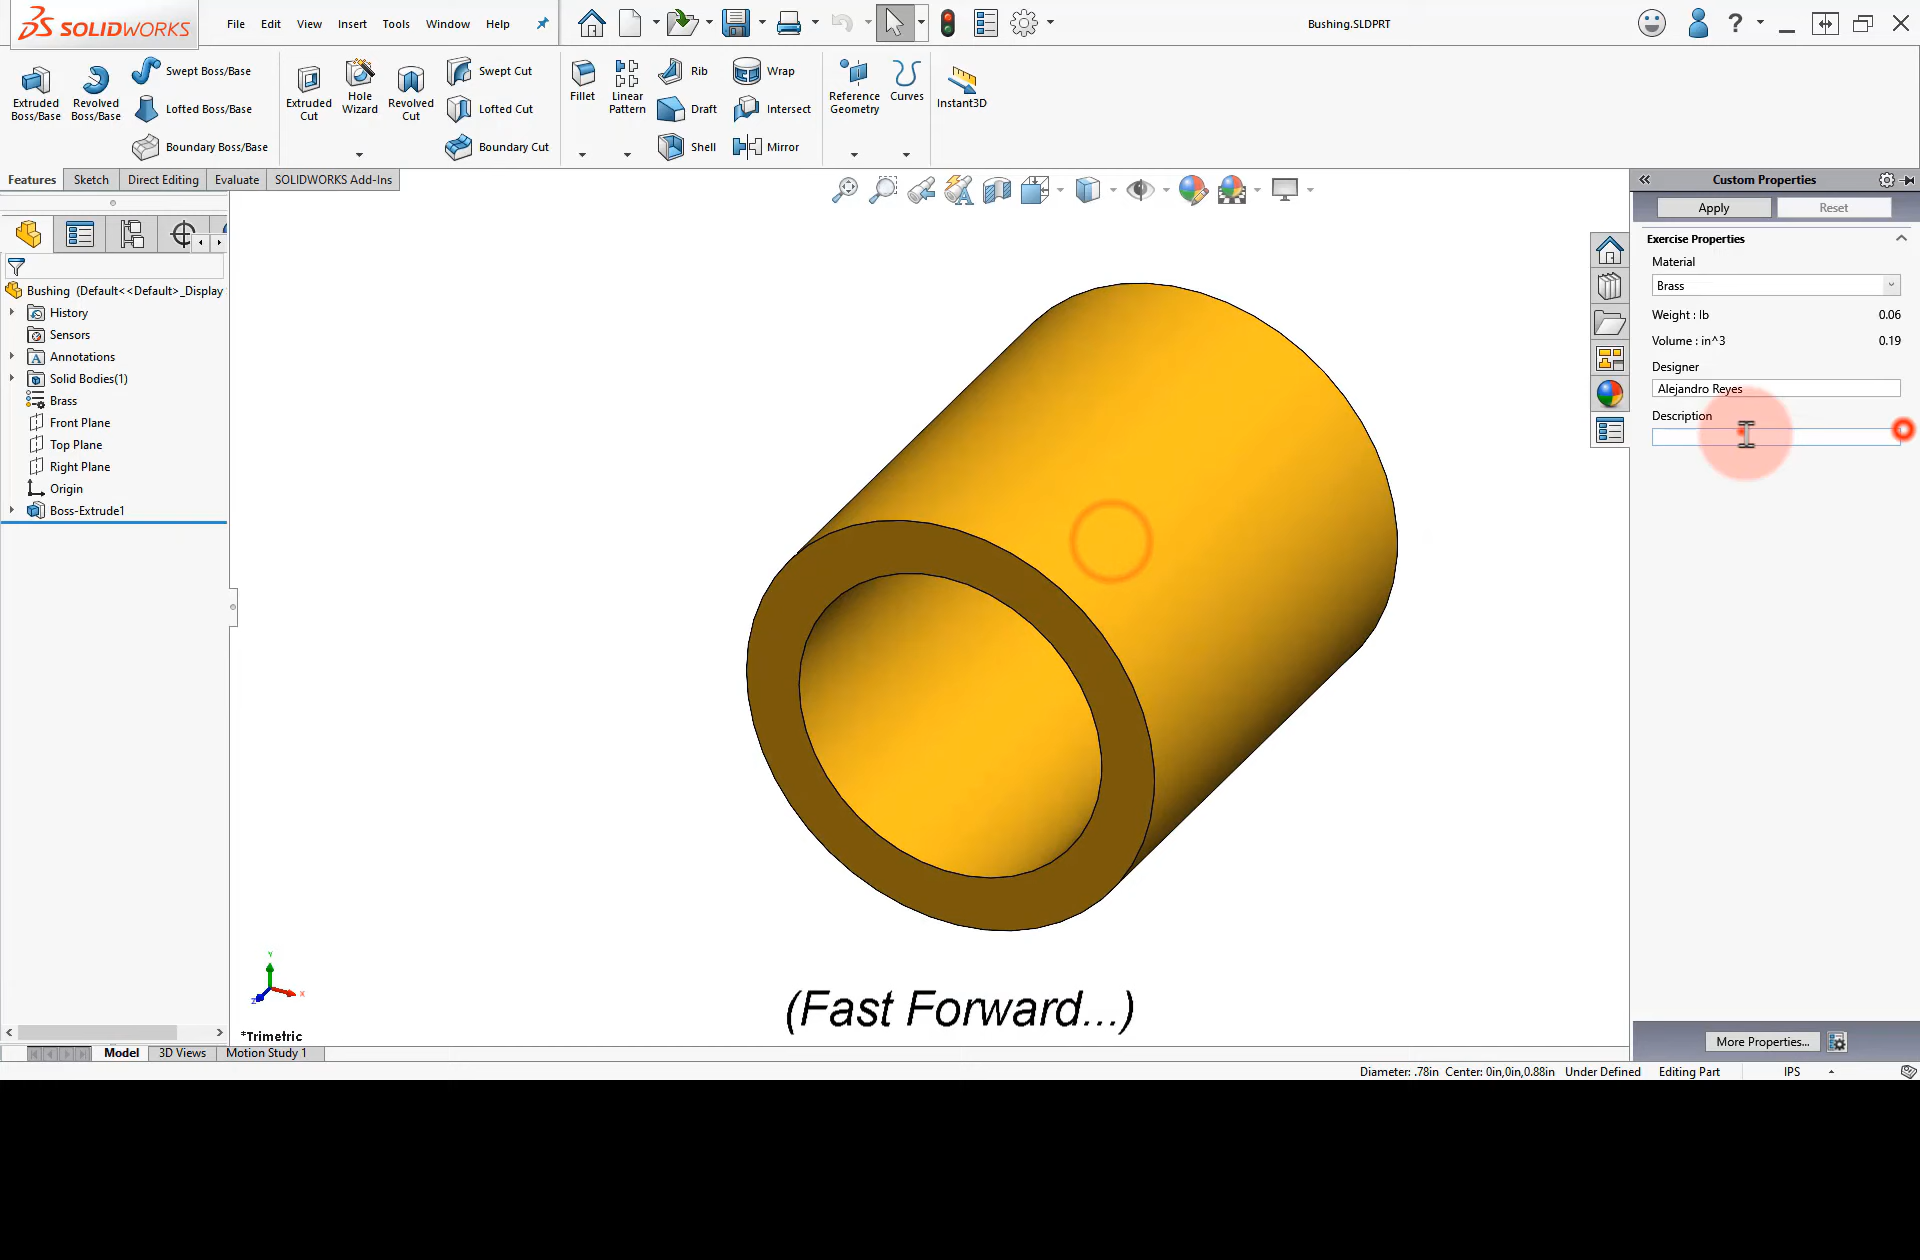 SOLIDWORKS
File Edit View Insert Tools Window Help
Bushing.SLDPRT
Extruded Boss/Base
Revolved Boss/Base
Swept Boss/Base
Lofted Boss/Base
Boundary Boss/Base
Extruded Cut
Hole Wizard
Revolved Cut
Swept Cut
Lofted Cut
Boundary Cut
Fillet
Linear Pattern
Rib
Draft
Shell
Wrap
Intersect
Mirror
Reference Geometry
Curves
Instant3D
Features Sketch Direct Editing Evaluate SOLIDWORKS Add-Ins
Bushing (Default<<Default>_Display
History
Sensors
Annotations
Solid Bodies(1)
Brass
Front Plane
Top Plane
Right Plane
Origin
Boss-Extrude1
Custom Properties
Apply Reset
Exercise Properties
Material
Brass
Weight : lb 0.06
Volume : in^3 0.19
Designer
Alejandro Reyes
Description
More Properties...
Y
X
Z
(Fast Forward...)
*Trimetric
Model 3D Views Motion Study 1
Diameter: .78in Center: 0in,0in,0.88in Under Defined Editing Part IPS